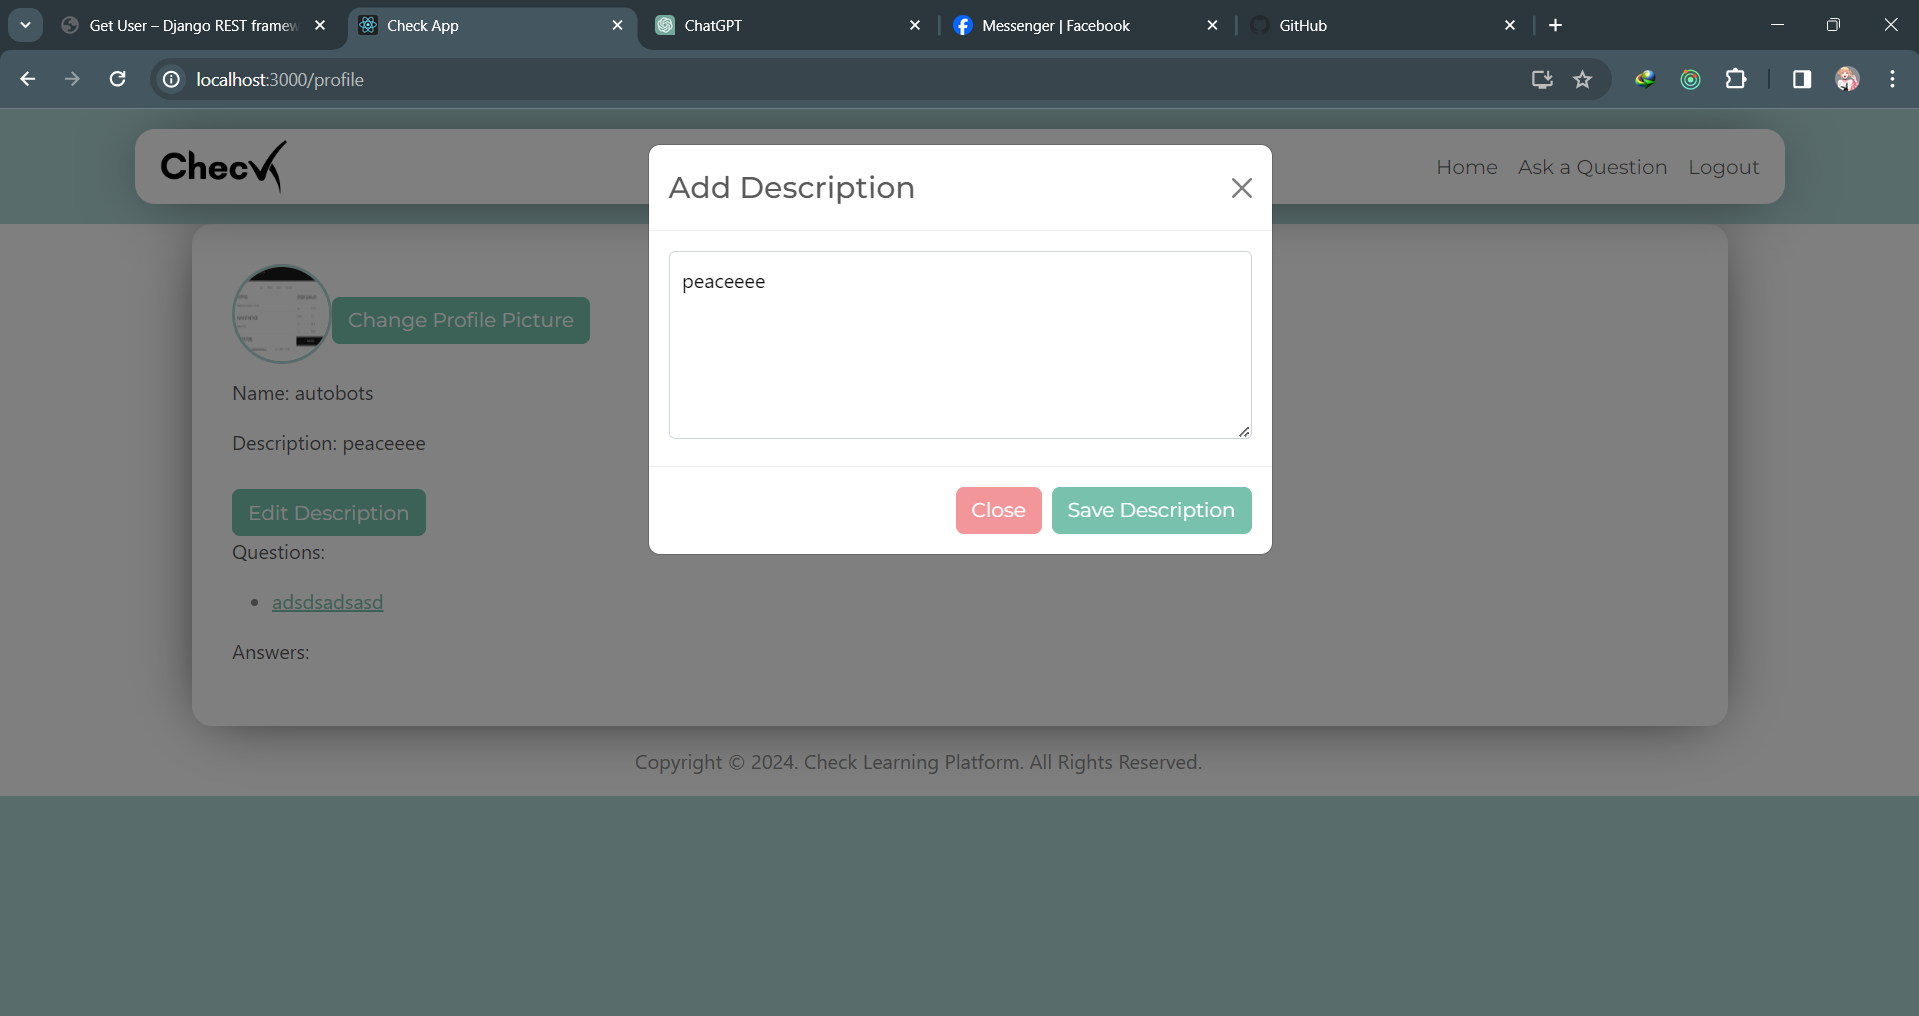 Get User – Django REST framew
Check App
ChatGPT
Messenger | Facebook
GitHub
localhost:3000/profile
Check
Home
Ask a Question
Logout
Add Description
peaceeee
Close
Save Description
Change Profile Picture
Name: autobots
Description: peaceeee
Edit Description
Questions:
adsdsadsasd
Answers:
Copyright © 2024. Check Learning Platform. All Rights Reserved.